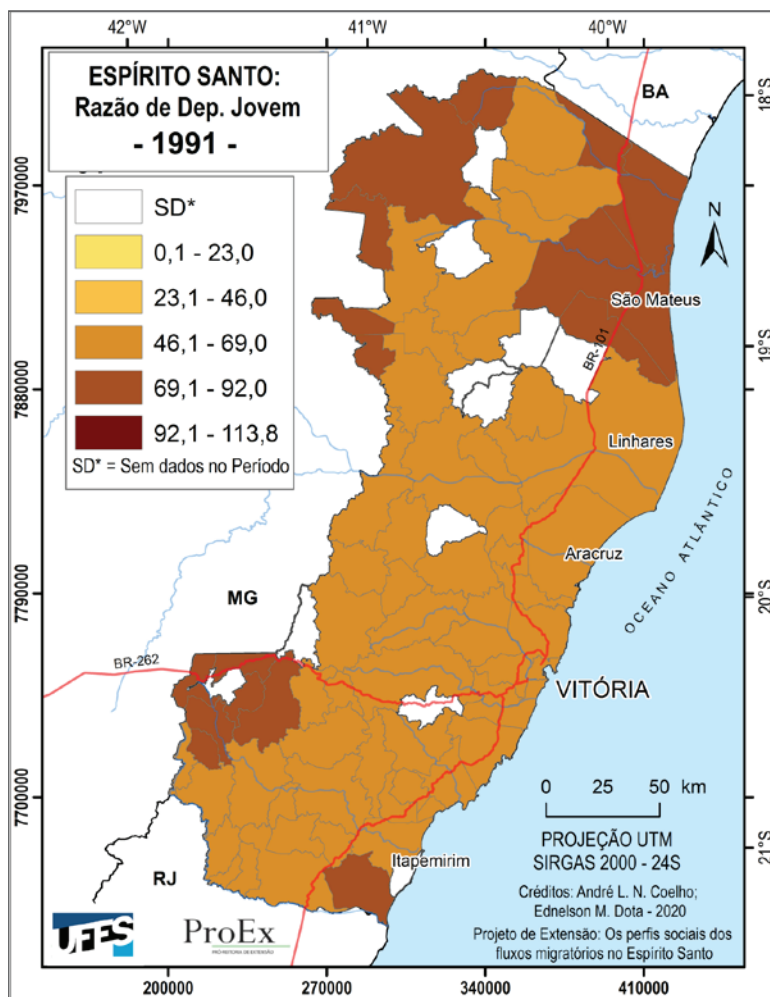 42°W
41°W
40°W
ESPÍRITO SANTO:
Razão de Dep. Jovem
- 1991 -
BA
18°S
7970000
SD*
0,1 - 23,0
23,1 - 46,0
46,1 - 69,0
69,1 - 92,0
92,1 - 113,8
SD* = Sem dados no Período
N
São Mateus
19°S
BR-101
7880000
Linhares
OCEANO ATLÂNTICO
Aracruz
7790000
MG
20°S
BR-262
VITÓRIA
0 25 50 km
7700000
PROJEÇÃO UTM
SIRGAS 2000 - 24S
21°S
Itapemirim
RJ
Créditos: André L. N. Coelho;
Ednelson M. Dota - 2020
Projeto de Extensão: Os perfis sociais dos
fluxos migratórios no Espírito Santo
UFES
ProEx
200000
270000
340000
410000